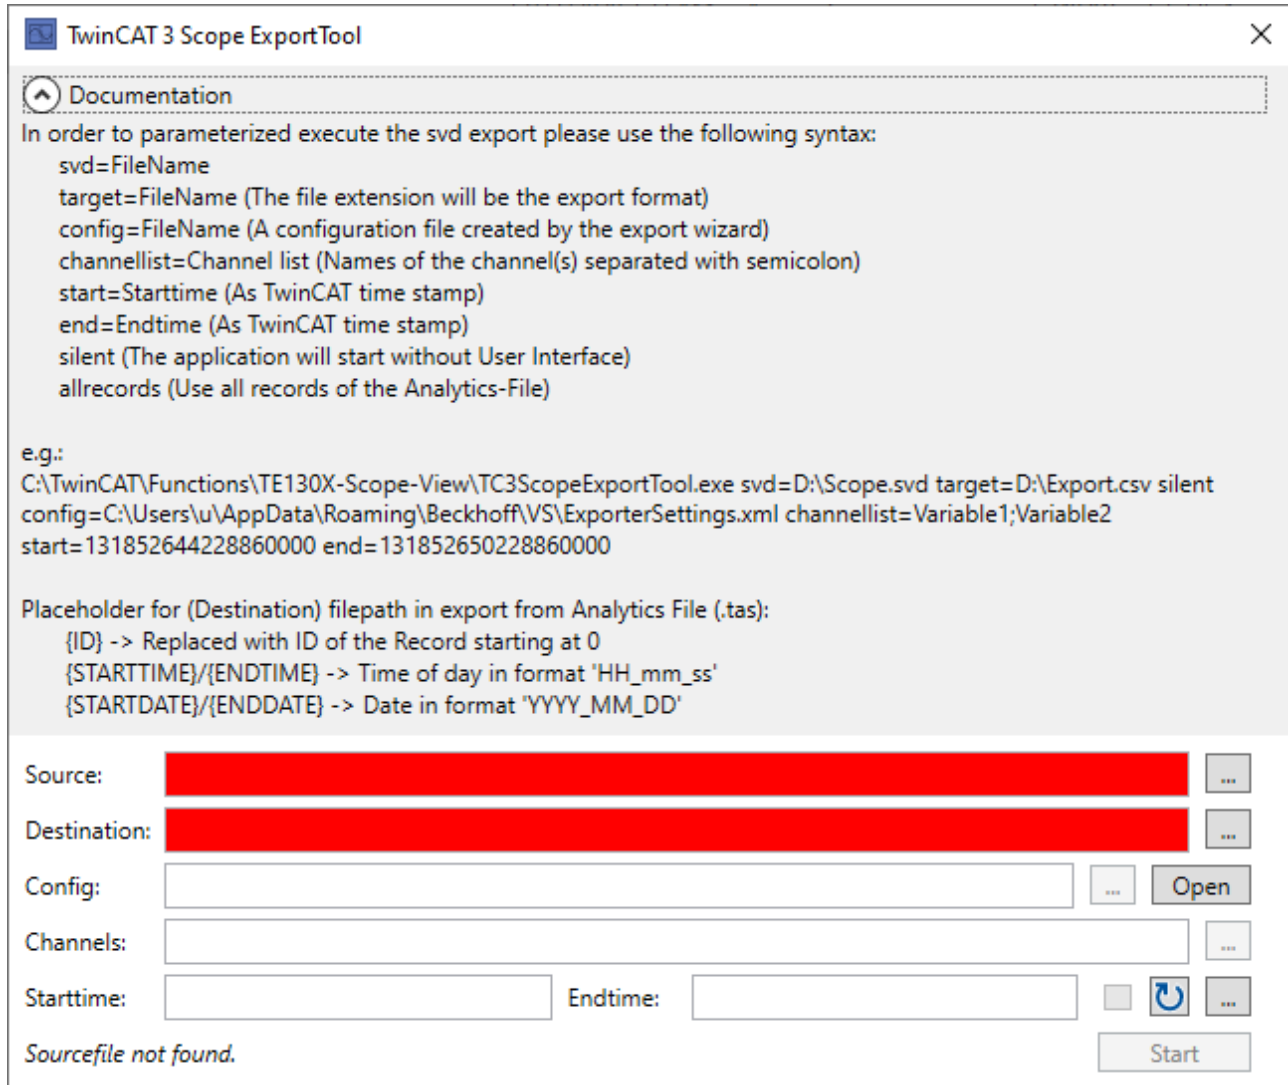 TwinCAT 3 Scope ExportTool
Documentation
In order to parameterized execute the svd export please use the following syntax:
svd=FileName
target=FileName (The file extension will be the export format)
config=FileName (A configuration file created by the export wizard)
channellist=Channel list (Names of the channel(s) separated with semicolon)
start=Starttime (As TwinCAT time stamp)
end=Endtime (As TwinCAT time stamp)
silent (The application will start without User Interface)
allrecords (Use all records of the Analytics-File)
e.g.:
C:\TwinCAT\Functions\TE130X-Scope-View\TC3ScopeExportTool.exe svd=D:\Scope.svd target=D:\Export.csv silent
config=C:\Users\u\AppData\Roaming\Beckhoff\VS\ExporterSettings.xml channellist=Variable1;Variable2
start=131852644228860000 end=131852650228860000
Placeholder for (Destination) filepath in export from Analytics File (.tas):
{ID} -> Replaced with ID of the Record starting at 0
{STARTTIME}/{ENDTIME} -> Time of day in format 'HH_mm_ss'
{STARTDATE}/{ENDDATE} -> Date in format 'YYYY_MM_DD'
Source: ...
Destination: ...
Config: ... Open
Channels: ...
Starttime: Endtime: ...
Sourcefile not found. Start